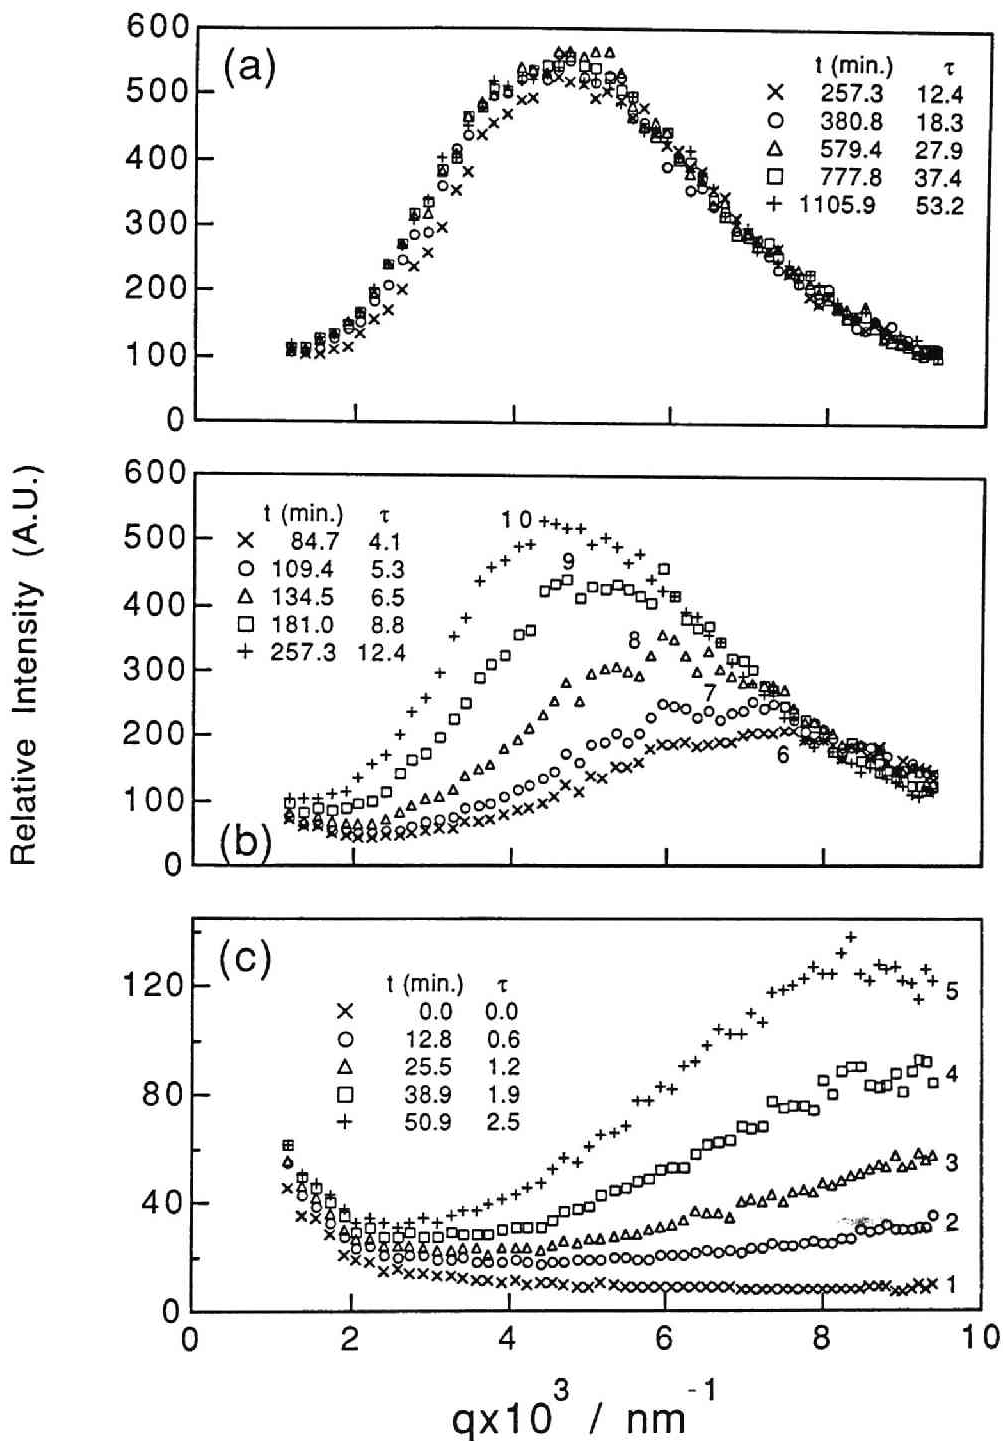 600
500
400
300
200
100
0
(a)
t (min.) τ
× 257.3 12.4
○ 380.8 18.3
△ 579.4 27.9
□ 777.8 37.4
+ 1105.9 53.2
Relative Intensity (A.U.)
600
500
400
300
200
100
0
(b)
t (min.) τ
× 84.7 4.1
○ 109.4 5.3
△ 134.5 6.5
□ 181.0 8.8
+ 257.3 12.4
10
9
8
7
6
120
80
40
0
(c)
t (min.) τ
× 0.0 0.0
○ 12.8 0.6
△ 25.5 1.2
□ 38.9 1.9
+ 50.9 2.5
5
4
3
2
1
0 2 4 6 8 10
qx10³ / nm⁻¹